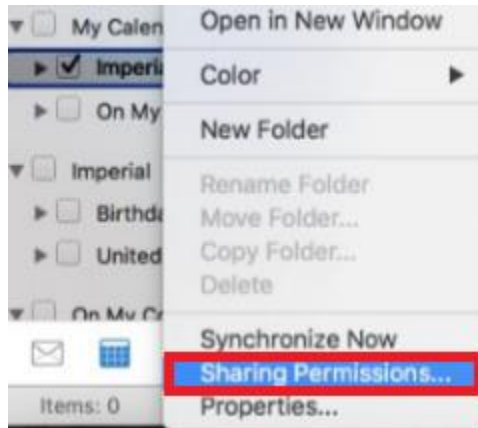 My Calen
Imperia
On My
Imperial
Birthda
United
On My Co
Items: 0
Open in New Window
Color
New Folder
Rename Folder
Move Folder...
Copy Folder...
Delete
Synchronize Now
Sharing Permissions...
Properties...